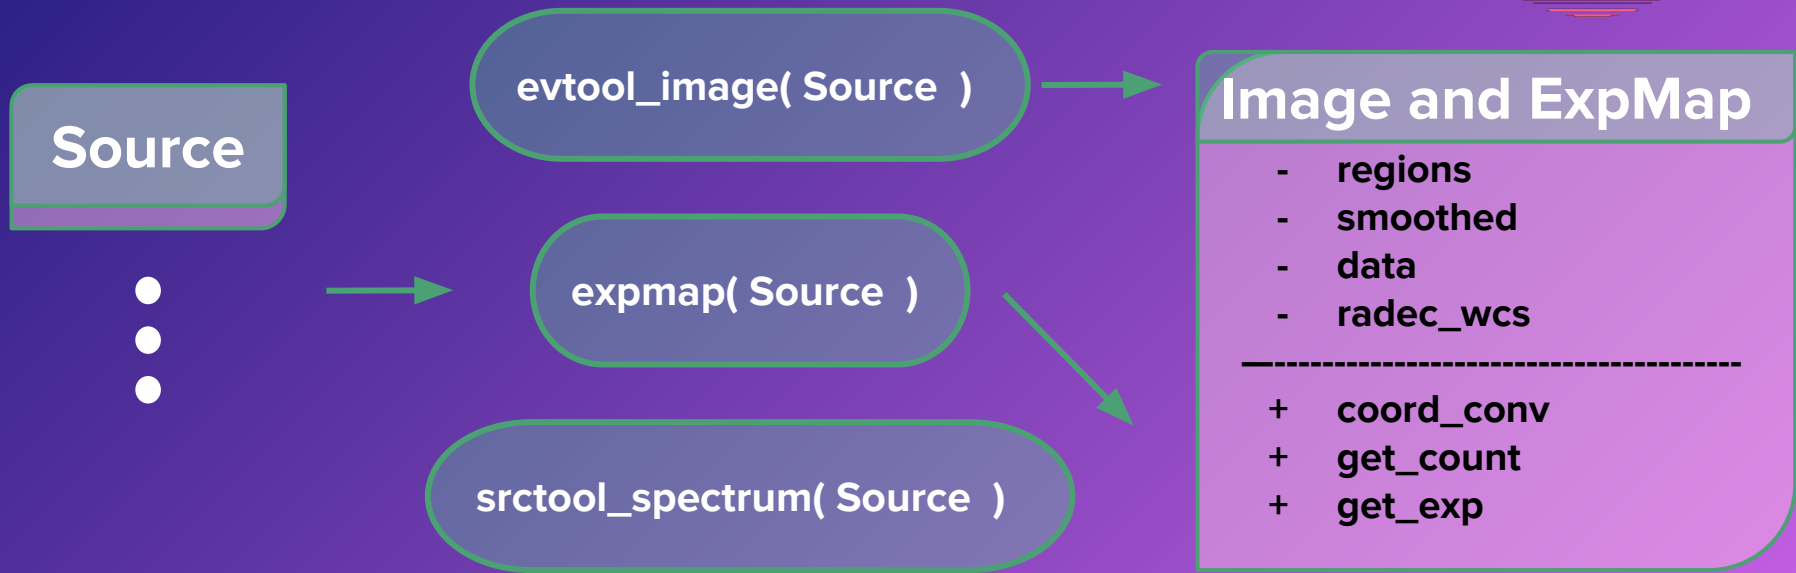 Source
evtool_image( Source )
expmap( Source )
srctool_spectrum( Source )
Image and ExpMap
- regions
- smoothed
- data
- radec_wcs
—---------------------------------------
+ coord_conv
+ get_count
+ get_exp